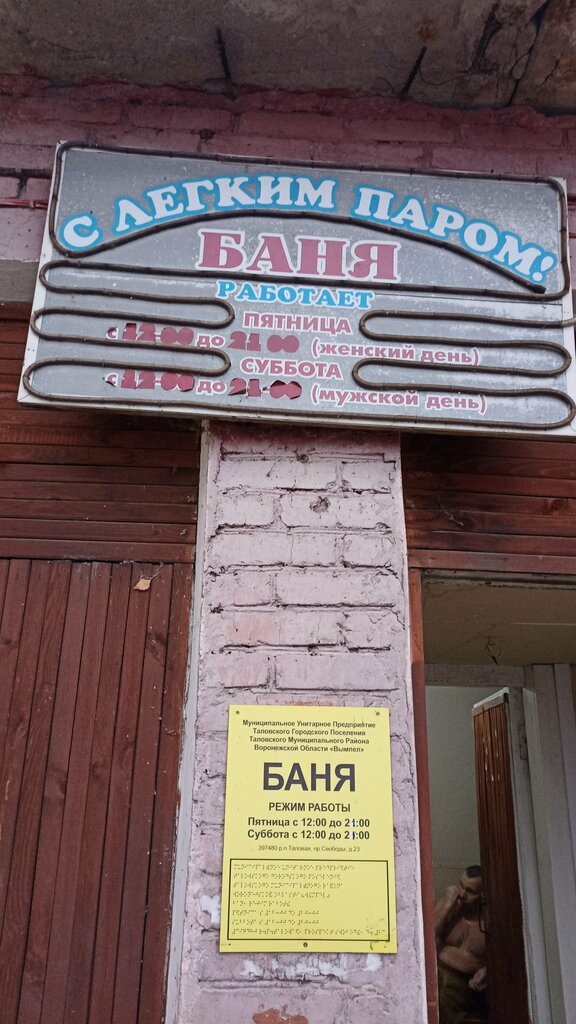 С ЛЕГКИМ ПАРОМ!
БАНЯ
РАБОТАЕТ
ПЯТНИЦА
с 12-00 до 21 00 (женский день)
СУББОТА
с 12-00 до 21-00 (мужской день)
Муниципальное Унитарное Предприятие
Таловского Городского Поселения
Таловского Муниципального Района
Воронежской Области «Вымпел»
БАНЯ
РЕЖИМ РАБОТЫ
Пятница с 12:00 до 21:00
Суббота с 12:00 до 21:00
397480 р.п.Таловая, пр.Свободы, д.23